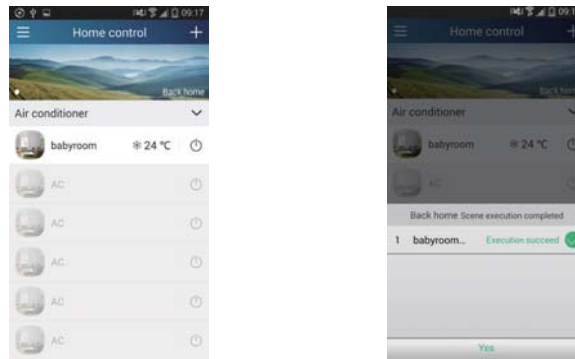 09:17
Home control
Back home
Air conditioner
babyroom 24 ℃
AC
AC
AC
AC
AC
Home control
Back home
Air conditioner
babyroom 24 ℃
AC
Back home Scene execution completed
1 babyroom... Execution succeed
Yes